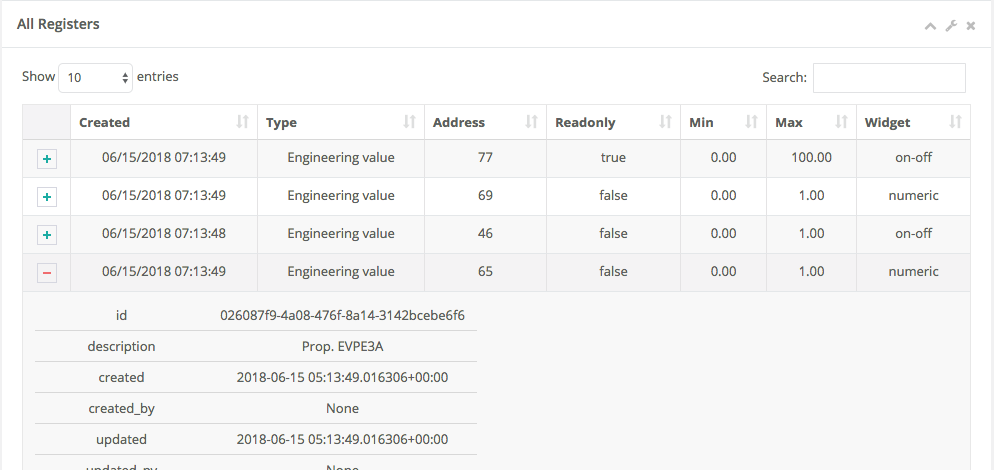 All Registers
Show 10 entries Search:
Created Type Address Readonly Min Max Widget
+ 06/15/2018 07:13:49 Engineering value 77 true 0.00 100.00 on-off
+ 06/15/2018 07:13:49 Engineering value 69 false 0.00 1.00 numeric
+ 06/15/2018 07:13:48 Engineering value 46 false 0.00 1.00 on-off
− 06/15/2018 07:13:49 Engineering value 65 false 0.00 1.00 numeric
id 026087f9-4a08-476f-8a14-3142bcebe6f6
description Prop. EVPE3A
created 2018-06-15 05:13:49.016306+00:00
created_by None
updated 2018-06-15 05:13:49.016306+00:00
None